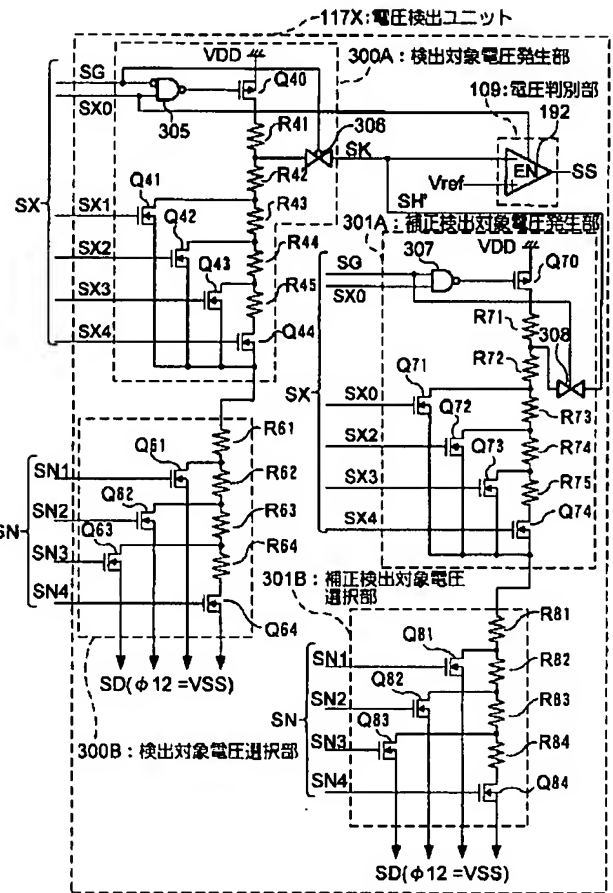 117X:電圧検出ユニット
VDD
300A:検出対象電圧発生部
SG
SX0
305
Q40
R41
306
SK
109:電圧判別部
192
EN
SS
Vref
SH'
R42
Q41
R43
SX
SX1
Q42
R44
SX2
Q43
R45
SX3
Q44
SX4
301A:補正検出対象電圧発生部
VDD
SG
307
SX0
Q70
R71
308
R72
SX
Q71
SX0
Q72
R73
SX2
Q73
R74
SX3
R75
SX4
Q74
R61
Q61
R62
SN1
Q62
R63
SN2
Q63
SN
SN3
R64
SN4
Q64
SD(φ12=VSS)
300B:検出対象電圧選択部
301B:補正検出対象電圧
選択部
R81
Q81
R82
SN1
Q82
R83
SN2
Q83
SN
SN3
R84
SN4
Q84
SD(φ12=VSS)